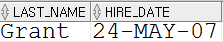 LAST_NAME HIRE_DATE
Grant 24-MAY-07